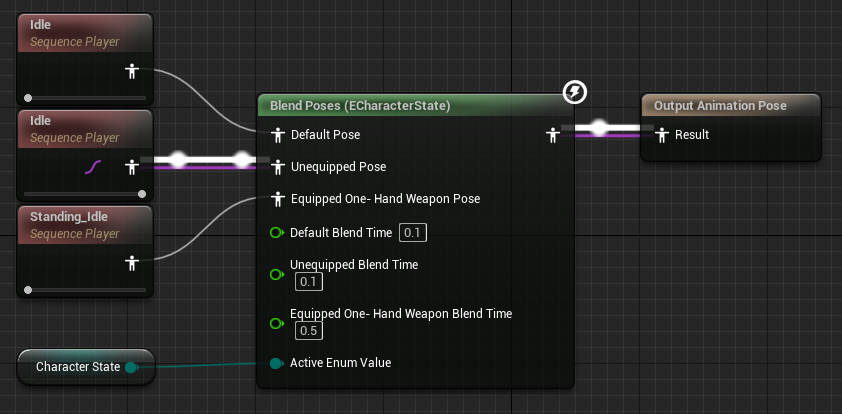 Idle
Sequence Player
Idle
Sequence Player
Standing_Idle
Sequence Player
Character State
Blend Poses (ECharacterState)
Default Pose
Unequipped Pose
Equipped One- Hand Weapon Pose
Default Blend Time 0.1
Unequipped Blend Time
0.1
Equipped One- Hand Weapon Blend Time
0.5
Active Enum Value
Output Animation Pose
Result